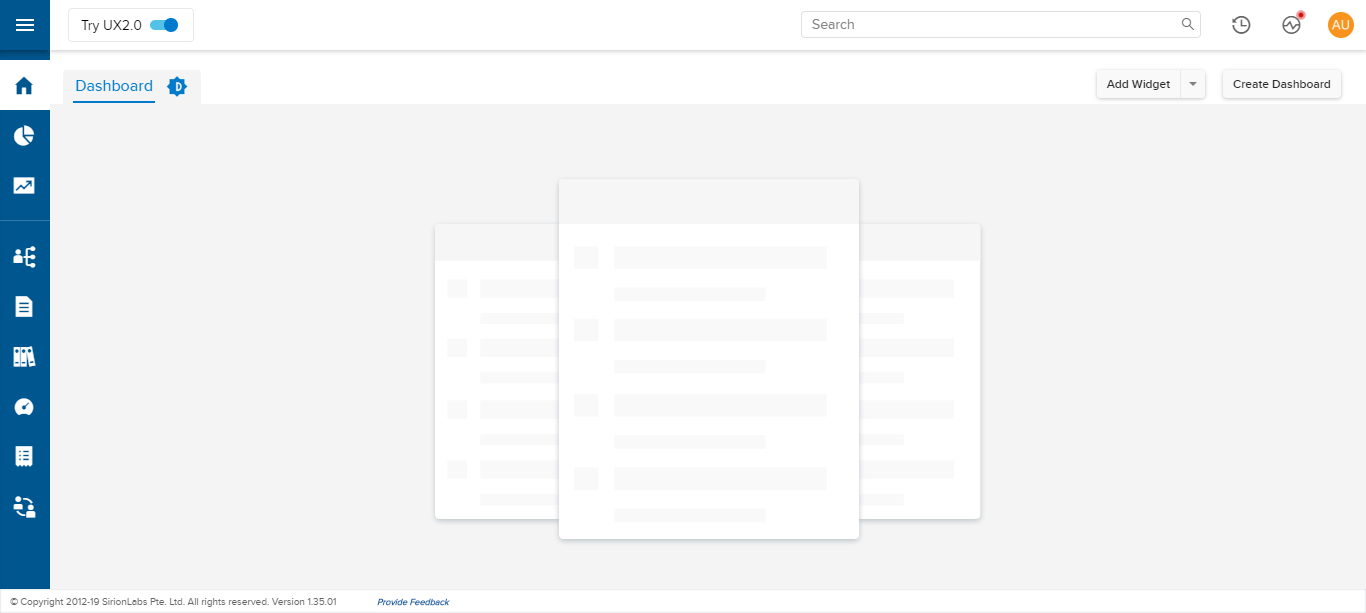 Try UX2.0
Search
AU
Dashboard
D
Add Widget
Create Dashboard
© Copyright 2012-19 SirionLabs Pte. Ltd. All rights reserved. Version 1.35.01
Provide Feedback